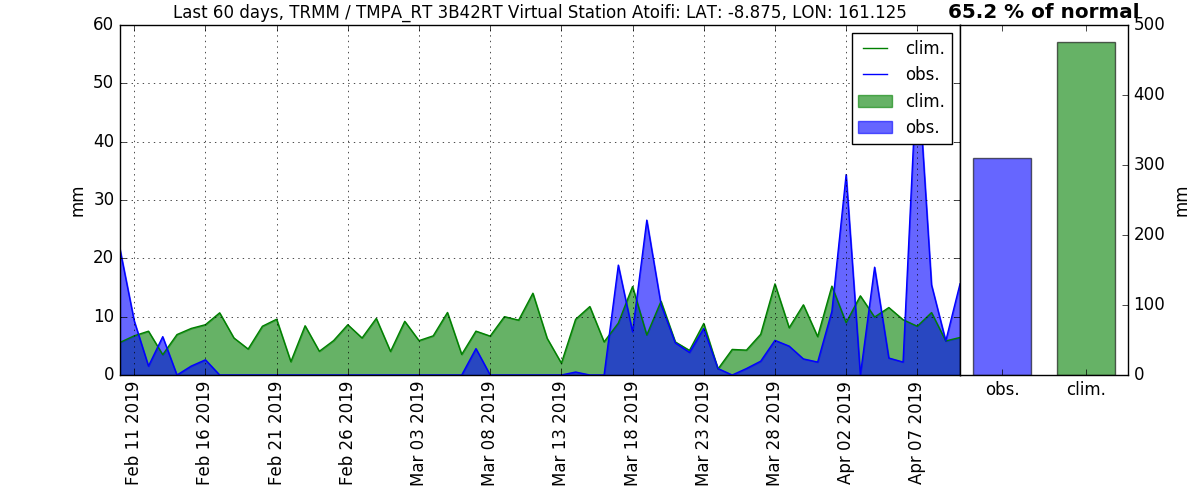 Last 60 days, TRMM / TMPA_RT 3B42RT Virtual Station Atoifi: LAT: -8.875, LON: 161.125
65.2 % of normal
60
50
40
30
20
10
0
mm
clim.
obs.
clim.
obs.
500
400
300
200
100
0
mm
obs.
clim.
Feb 11 2019
Feb 16 2019
Feb 21 2019
Feb 26 2019
Mar 03 2019
Mar 08 2019
Mar 13 2019
Mar 18 2019
Mar 23 2019
Mar 28 2019
Apr 02 2019
Apr 07 2019